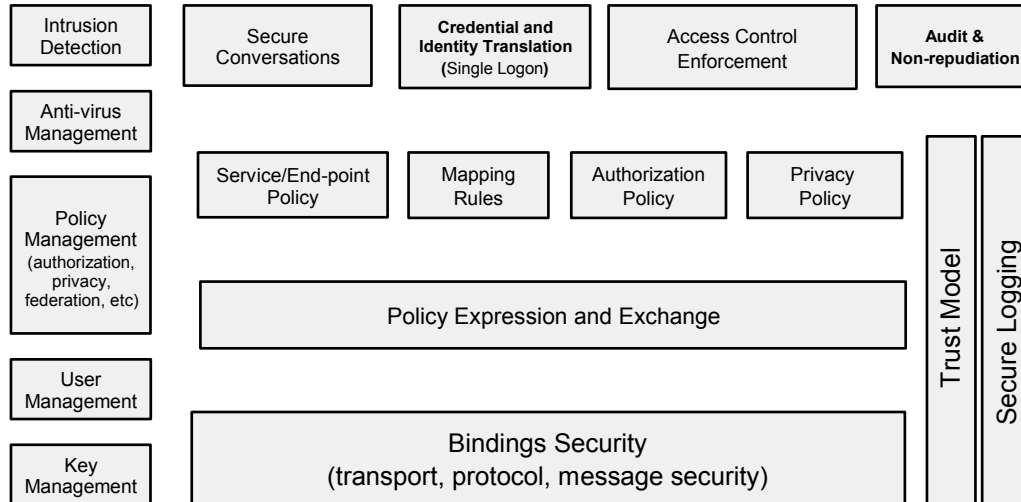 Intrusion
Detection
Secure
Conversations
Credential and
Identity Translation
(Single Logon)
Access Control
Enforcement
Audit &
Non-repudiation
Anti-virus
Management
Service/End-point
Policy
Mapping
Rules
Authorization
Policy
Privacy
Policy
Policy
Management
(authorization,
privacy,
federation, etc)
Policy Expression and Exchange
Trust Model
Secure Logging
User
Management
Bindings Security
(transport, protocol, message security)
Key
Management